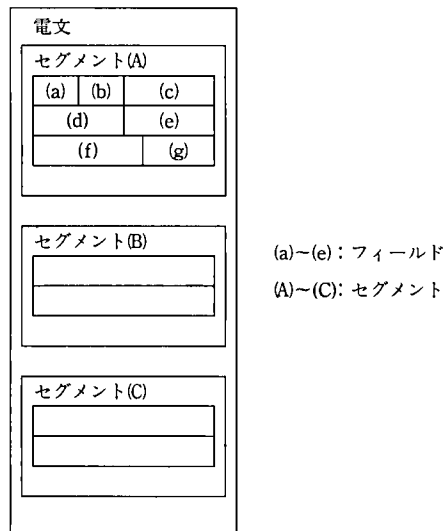 電文
セグメント(A)
(a) (b) (c)
(d) (e)
(f) (g)
セグメント(B)
(a)~(e):フィールド
(A)~(C):セグメント
セグメント(C)